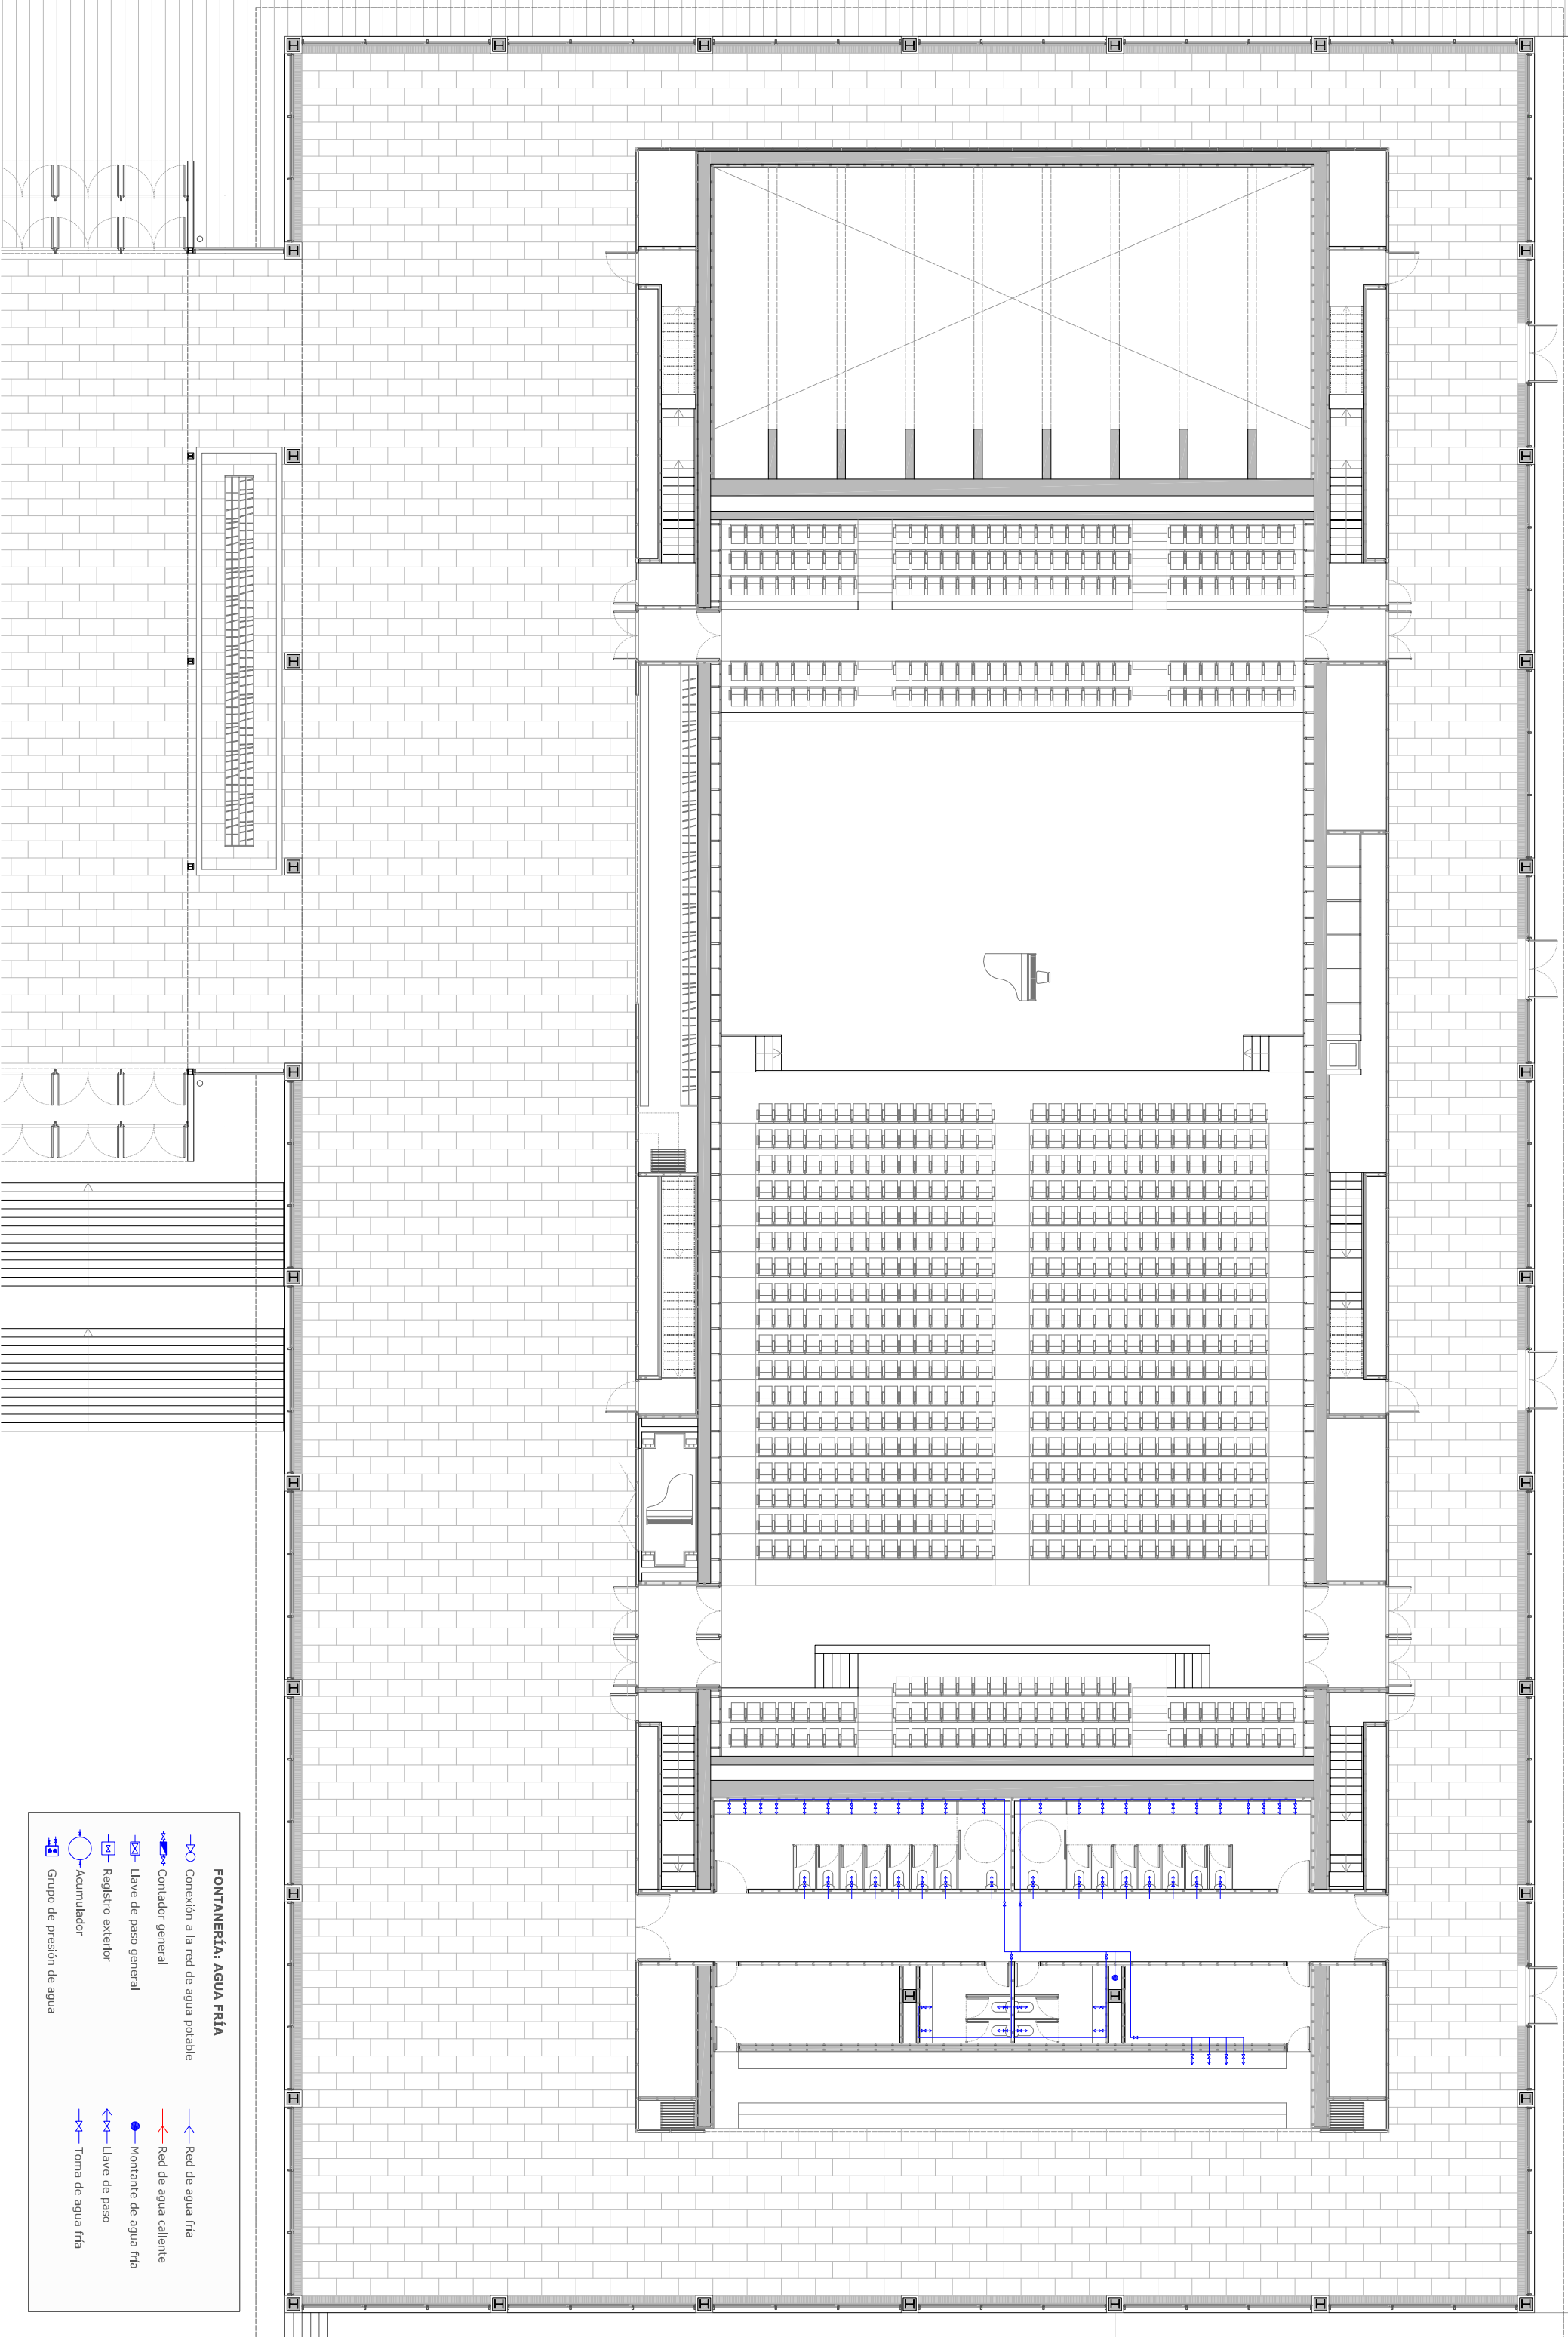 FONTANERÍA: AGUA FRÍA
Conexión a la red de agua potable
Contador general
Llave de paso general
Registro exterior
Acumulador
Grupo de presión de agua
Red de agua fría
Red de agua caliente
Montante de agua fría
Llave de paso
Toma de agua fría